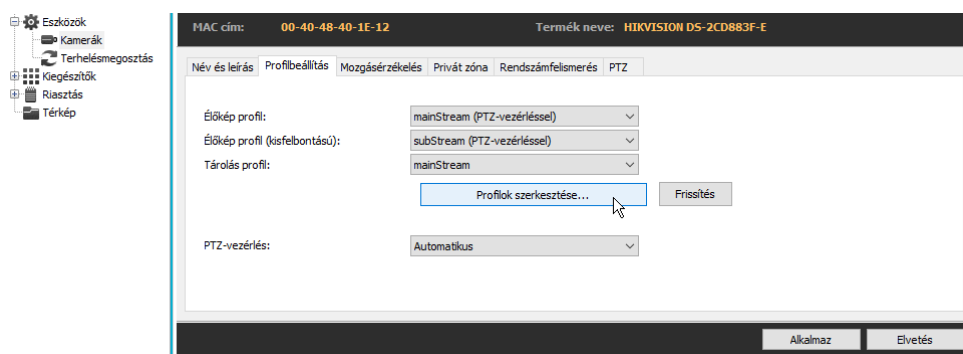 Eszközök
Kamerák
Terhelésmegosztás
Kiegészítők
Riasztás
Térkép
MAC cím: 00-40-48-40-1E-12 Termék neve: HIKVISION DS-2CD883F-E
Név és leírás Profilbeállítás Mozgásérzékelés Privát zóna Rendszámfelismerés PTZ
Élőkép profil: mainStream (PTZ-vezérléssel)
Élőkép profil (kisfelbontású): subStream (PTZ-vezérléssel)
Tárolás profil: mainStream
Profilok szerkesztése... Frissítés
PTZ-vezérlés: Automatikus
Alkalmaz Elvetés